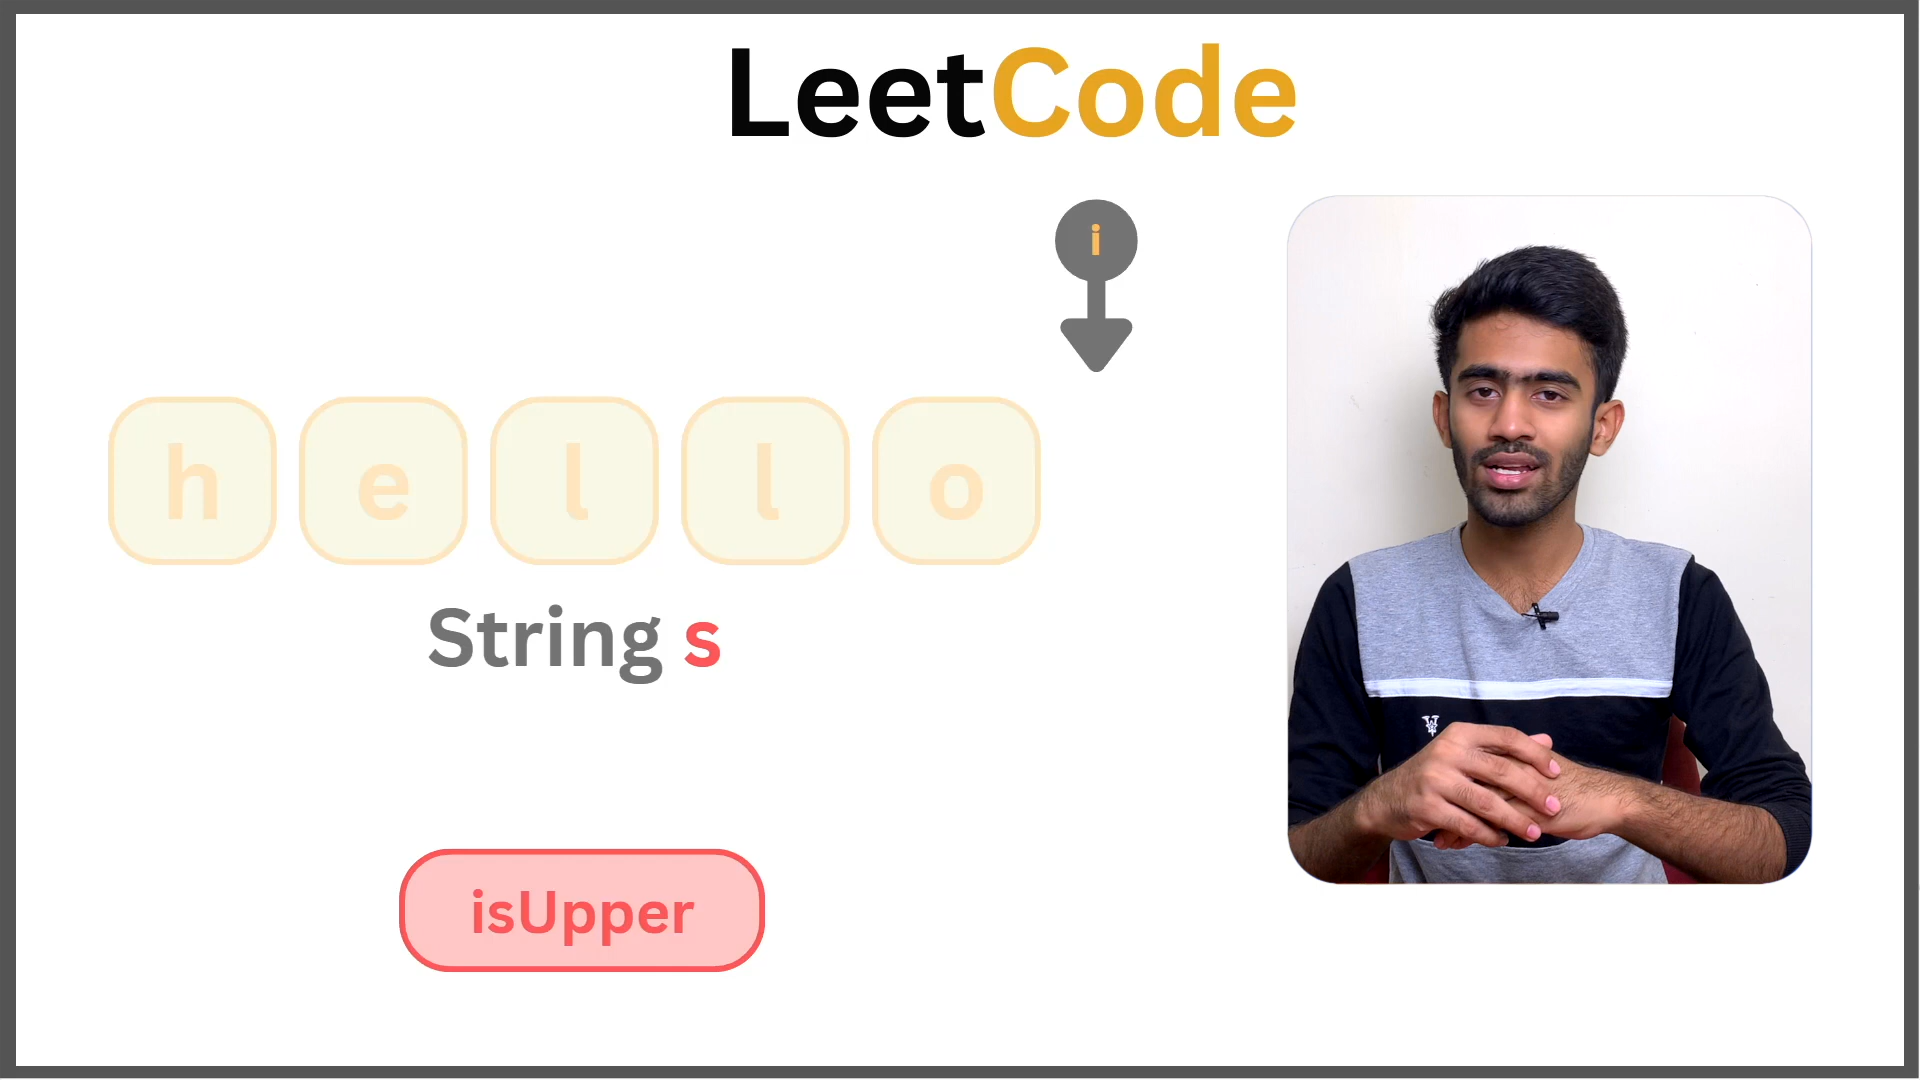 LeetCode
i
h e l l o
String s
isUpper